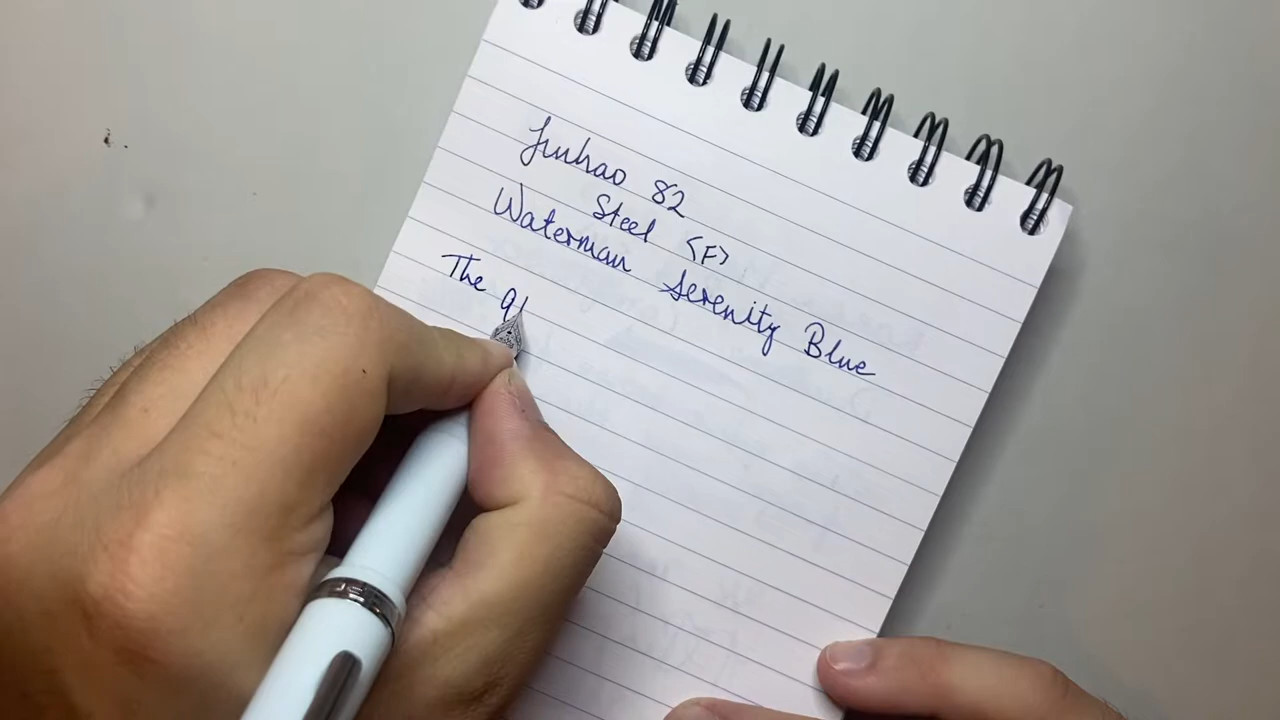 Jinhao 82
Steel <F>
Waterman Serenity Blue
The q